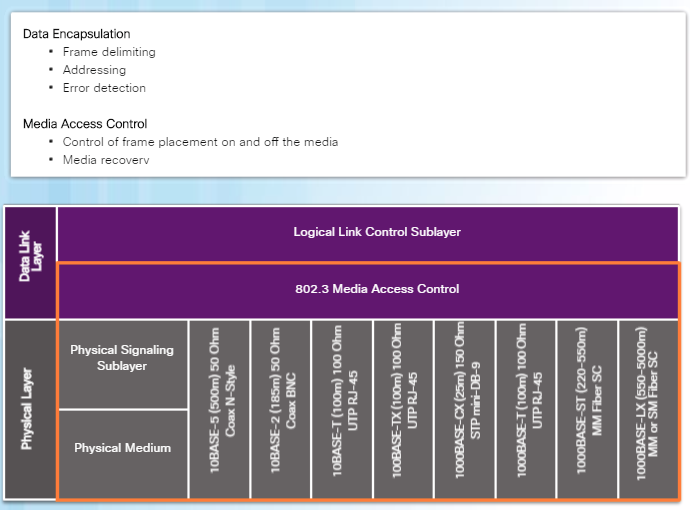 Data Encapsulation
▪ Frame delimiting
▪ Addressing
▪ Error detection
Media Access Control
▪ Control of frame placement on and off the media
▪ Media recovery
Data Link
Layer
Logical Link Control Sublayer
802.3 Media Access Control
Physical Layer
Physical Signaling
Sublayer
Physical Medium
10BASE-5 (500m) 50 Ohm
Coax N-Style
10BASE-2 (185m) 50 Ohm
Coax BNC
10BASE-T (100m) 100 Ohm
UTP RJ-45
100BASE-TX (100m) 100 Ohm
UTP RJ-45
1000BASE-CX (25m) 150 Ohm
STP mini-DB-9
1000BASE-T (100m) 100 Ohm
UTP RJ-45
1000BASE-ST (220-550m)
MM Fiber SC
1000BASE-LX (550-5000m)
MM or SM Fiber SC